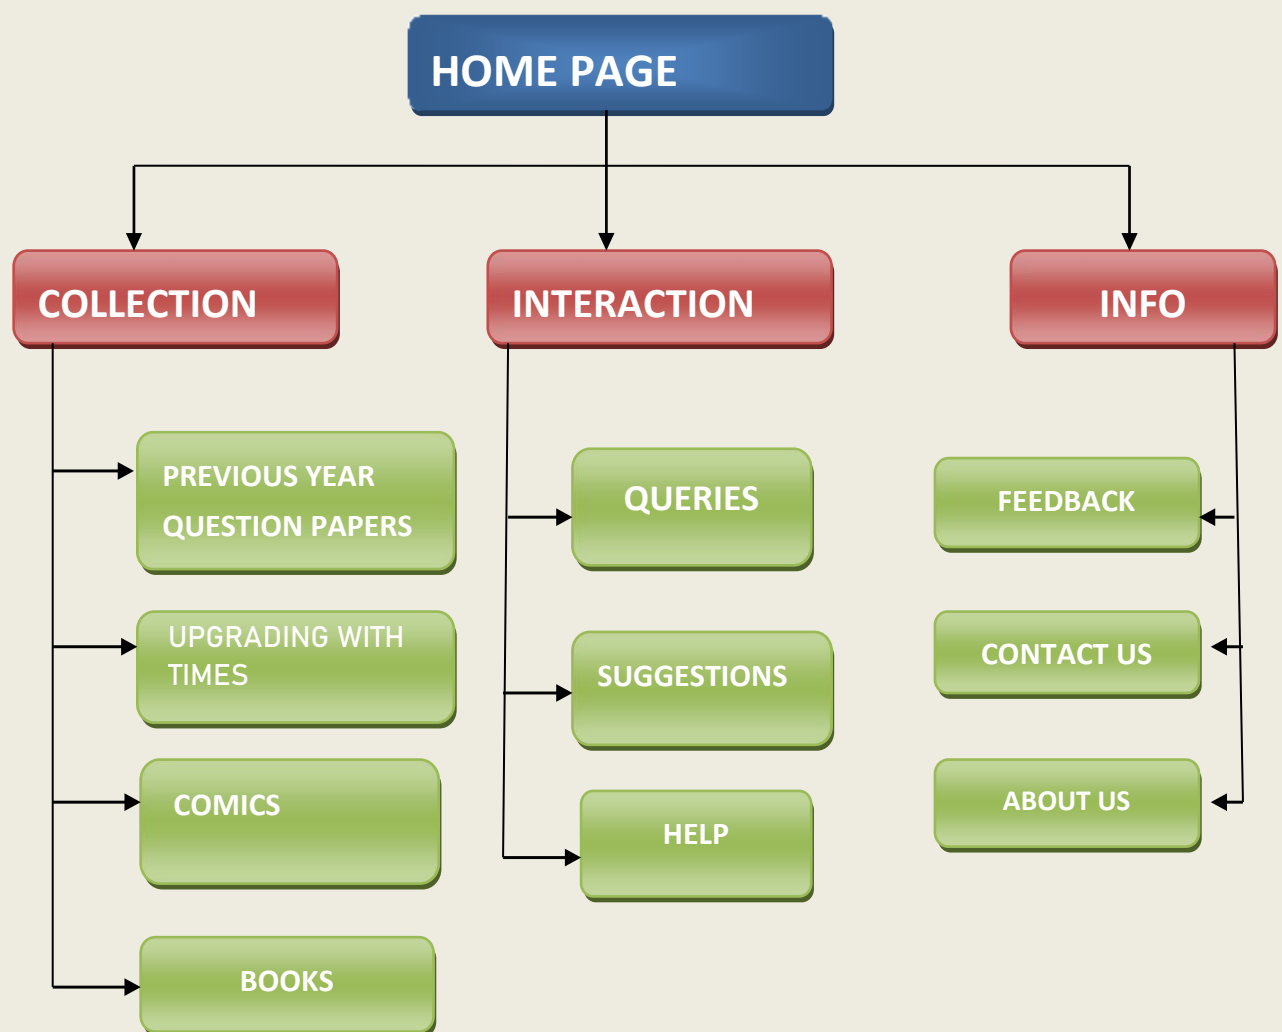 HOME PAGE
COLLECTION
INTERACTION
INFO
PREVIOUS YEAR
QUESTION PAPERS
UPGRADING WITH
TIMES
COMICS
BOOKS
QUERIES
SUGGESTIONS
HELP
FEEDBACK
CONTACT US
ABOUT US